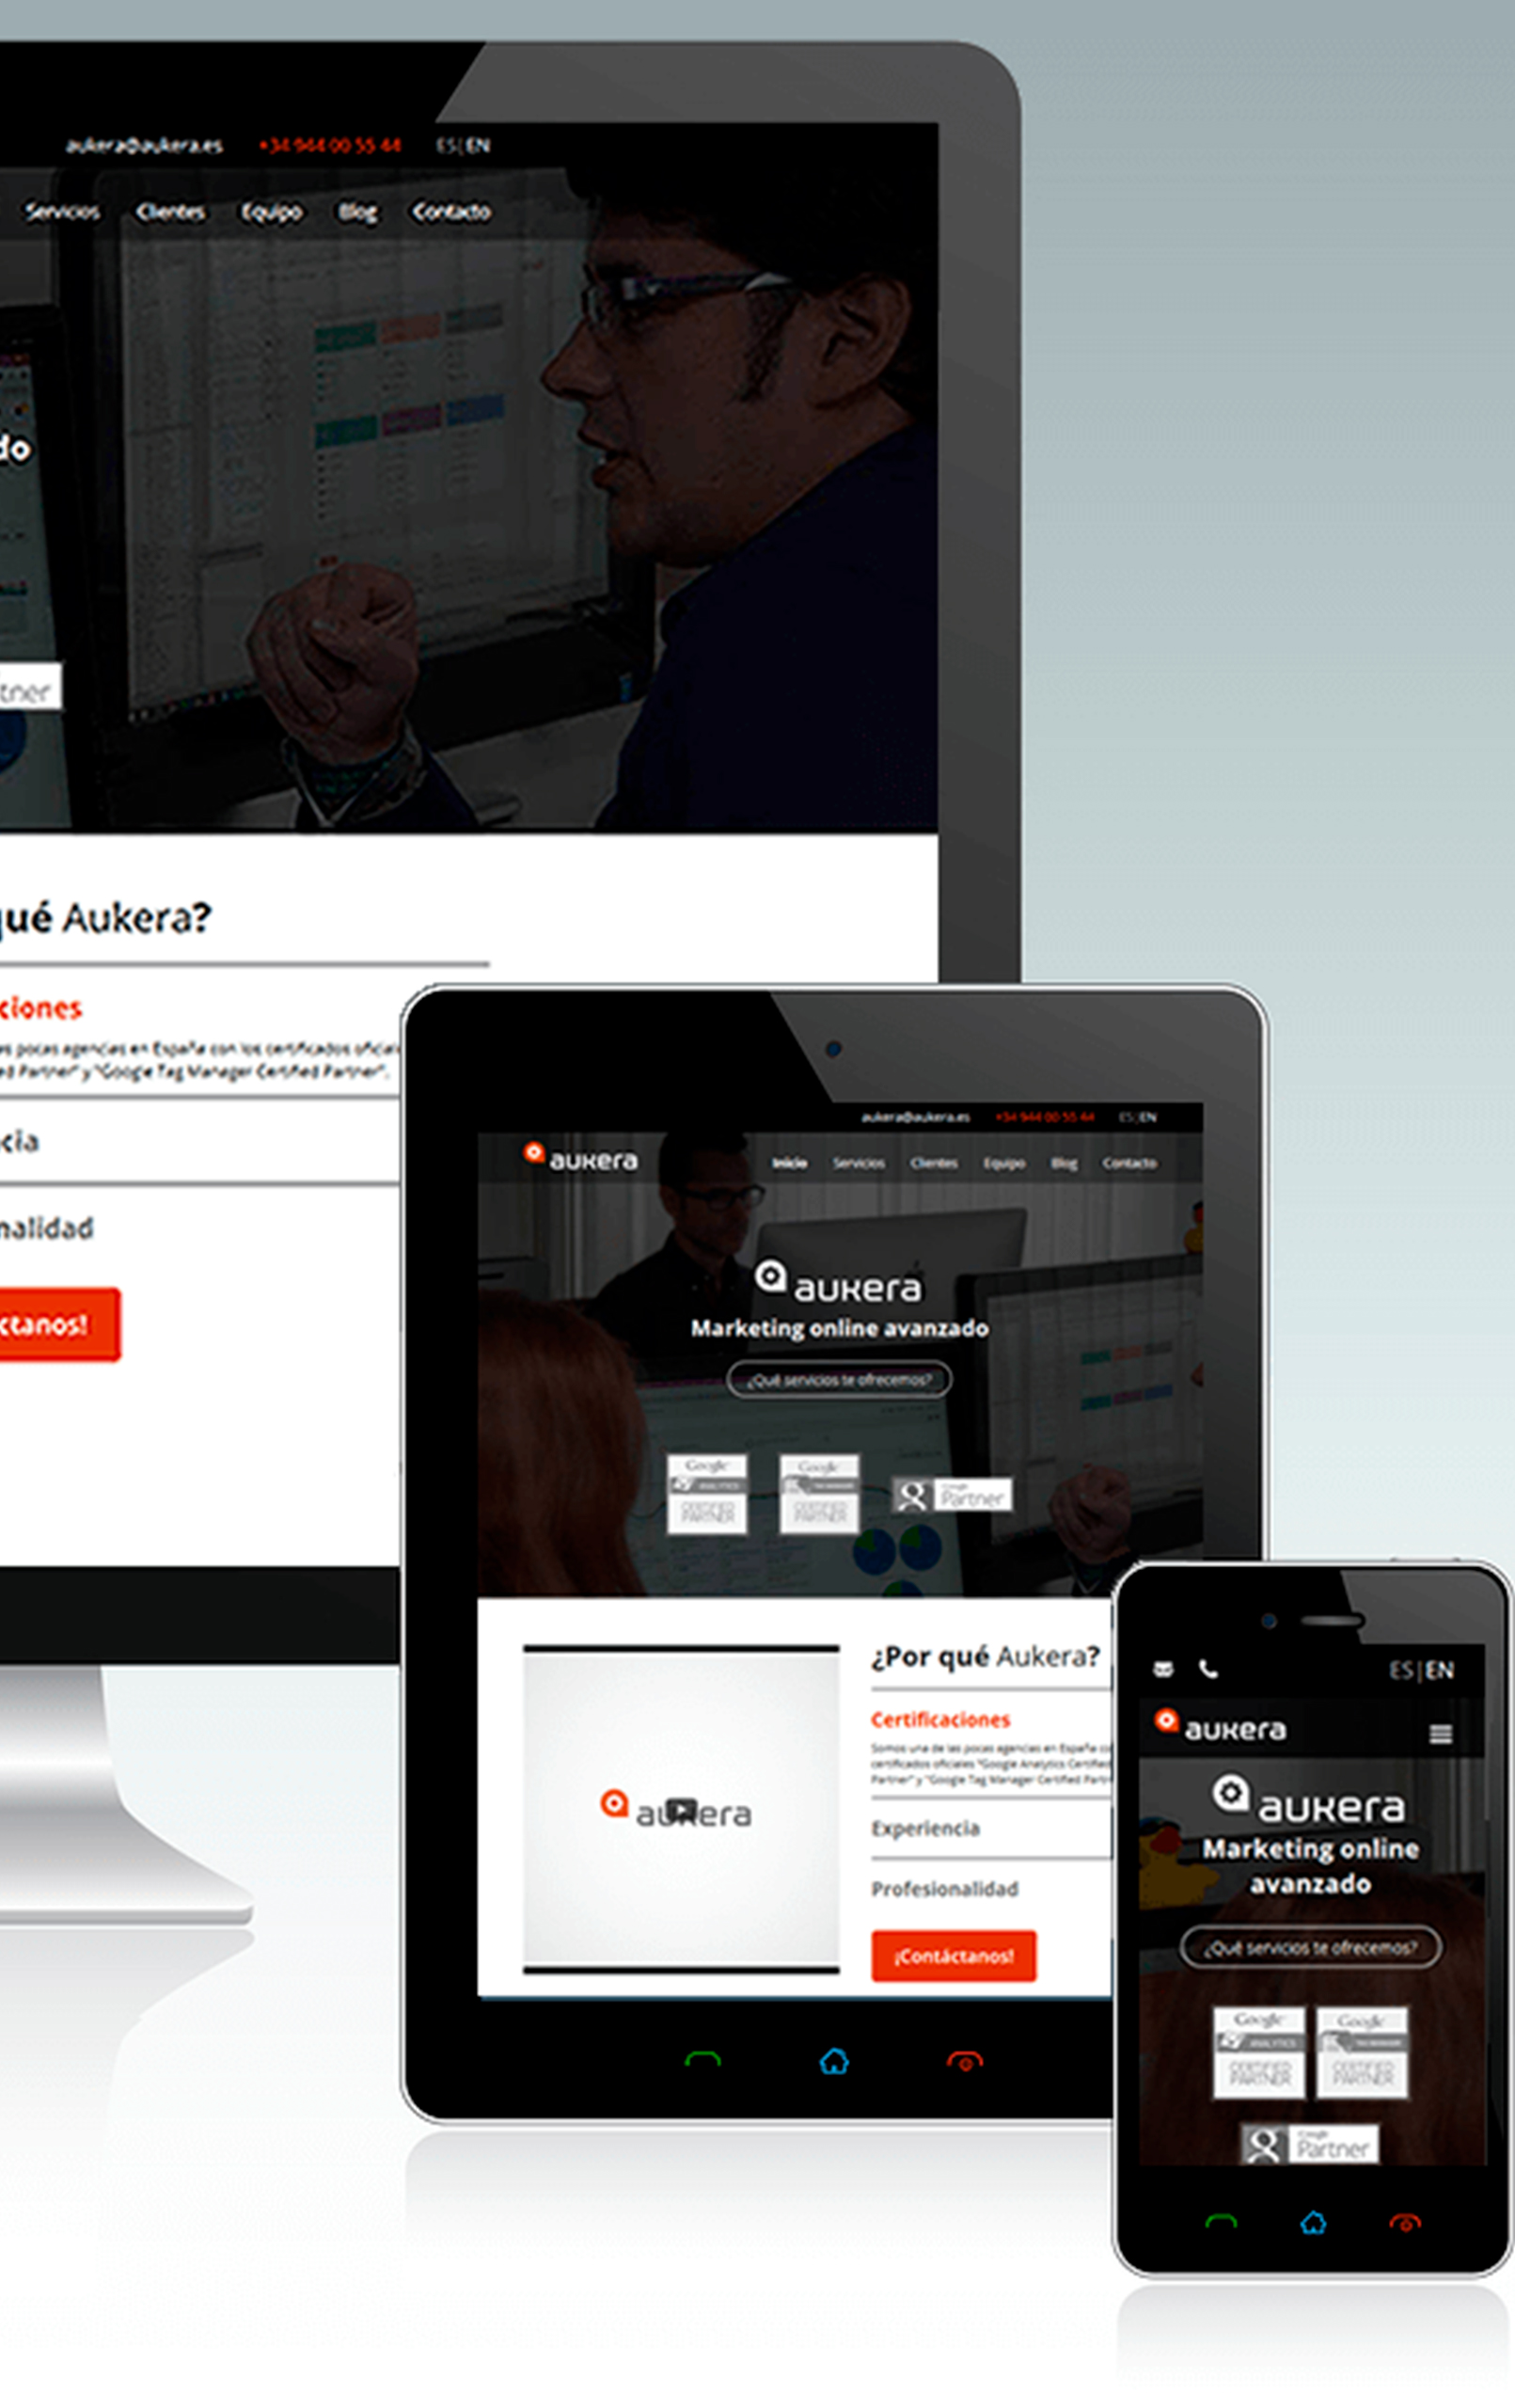 aukera@aukera.es +34 944 00 55 44 ES|EN
Servicios Clientes Equipo Blog Contacto
do
tner
qué Aukera?
ciones
as pocas agencias en España con los certificados oficial
ed Partner" y "Google Tag Manager Certified Partner".
cia
nalidad
ctanos!
aukera@aukera.es +34 944 00 55 44 ES|EN
aukera Inicio Servicios Clientes Equipo Blog Contacto
aukera
Marketing online avanzado
¿Qué servicios te ofrecemos?
Google Google
ANALYTICS
CERTIFIED CERTIFIED
PARTNER PARTNER
Google
Partner
¿Por qué Aukera?
Certificaciones
Somos una de las pocas agencias en España co
certificados oficiales "Google Analytics Certified
Partner" y "Google Tag Manager Certified Partn
aukera
Experiencia
Profesionalidad
¡Contáctanos!
ES|EN
aukera
aukera
Marketing online
avanzado
¿Qué servicios te ofrecemos?
Google Google
ANALYTICS
CERTIFIED CERTIFIED
PARTNER PARTNER
Google
Partner